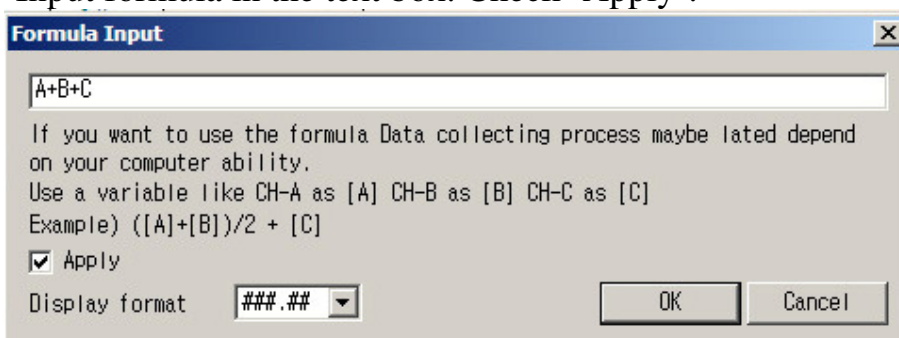 Formula Input
A+B+C
If you want to use the formula Data collecting process maybe lated depend
on your computer ability.
Use a variable like CH-A as [A] CH-B as [B] CH-C as [C]
Example) ([A]+[B])/2 + [C]
Apply
Display format ###.## OK Cancel